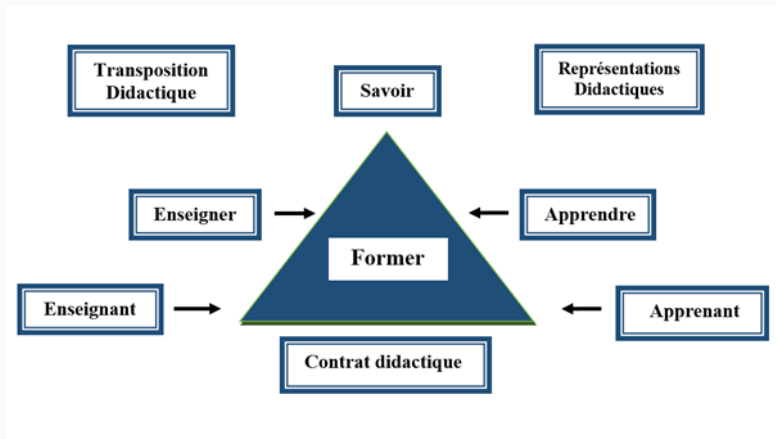 Transposition
Didactique
Savoir
Représentations
Didactiques
Enseigner
Apprendre
Former
Enseignant
Apprenant
Contrat didactique